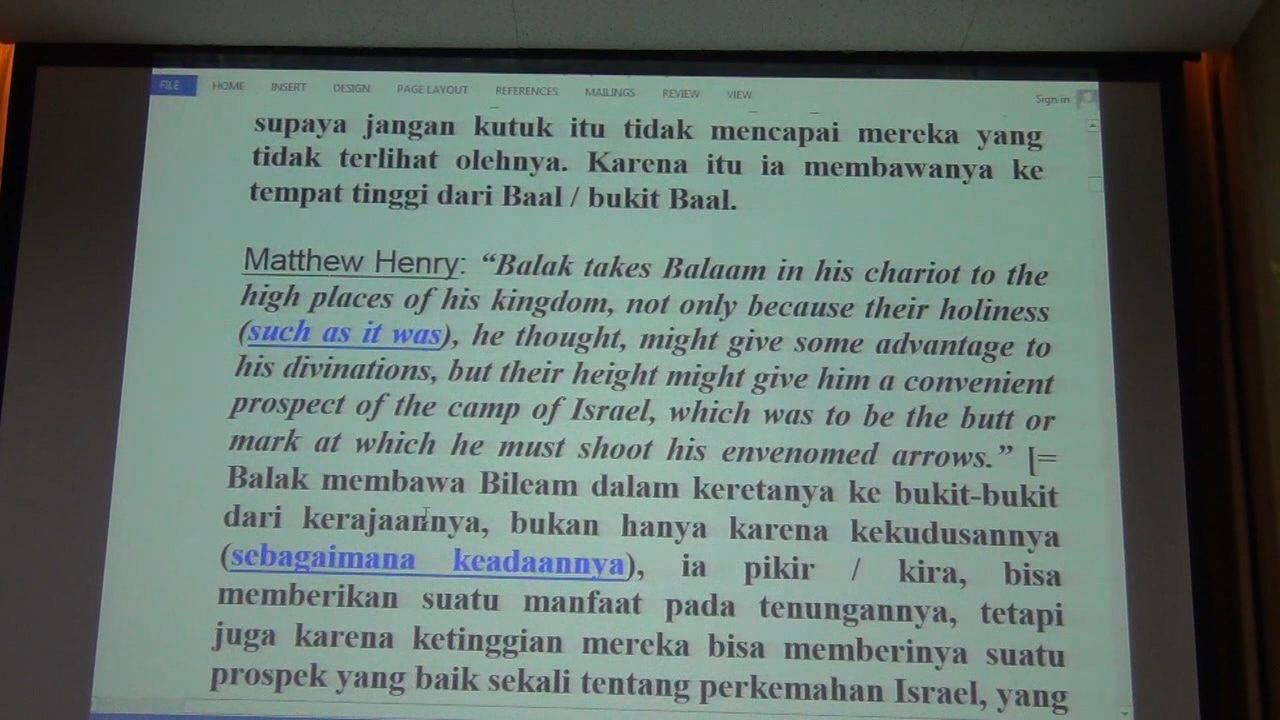 FILE HOME INSERT DESIGN PAGE LAYOUT REFERENCES MAILINGS REVIEW VIEW Sign in
supaya jangan kutuk itu tidak mencapai mereka yang
tidak terlihat olehnya. Karena itu ia membawanya ke
tempat tinggi dari Baal / bukit Baal.
Matthew Henry: “Balak takes Balaam in his chariot to the
high places of his kingdom, not only because their holiness
(such as it was), he thought, might give some advantage to
his divinations, but their height might give him a convenient
prospect of the camp of Israel, which was to be the butt or
mark at which he must shoot his envenomed arrows.” [=
Balak membawa Bileam dalam keretanya ke bukit-bukit
dari kerajaannya, bukan hanya karena kekudusannya
(sebagaimana keadaannya), ia pikir / kira, bisa
memberikan suatu manfaat pada tenungannya, tetapi
juga karena ketinggian mereka bisa memberinya suatu
prospek yang baik sekali tentang perkemahan Israel, yang